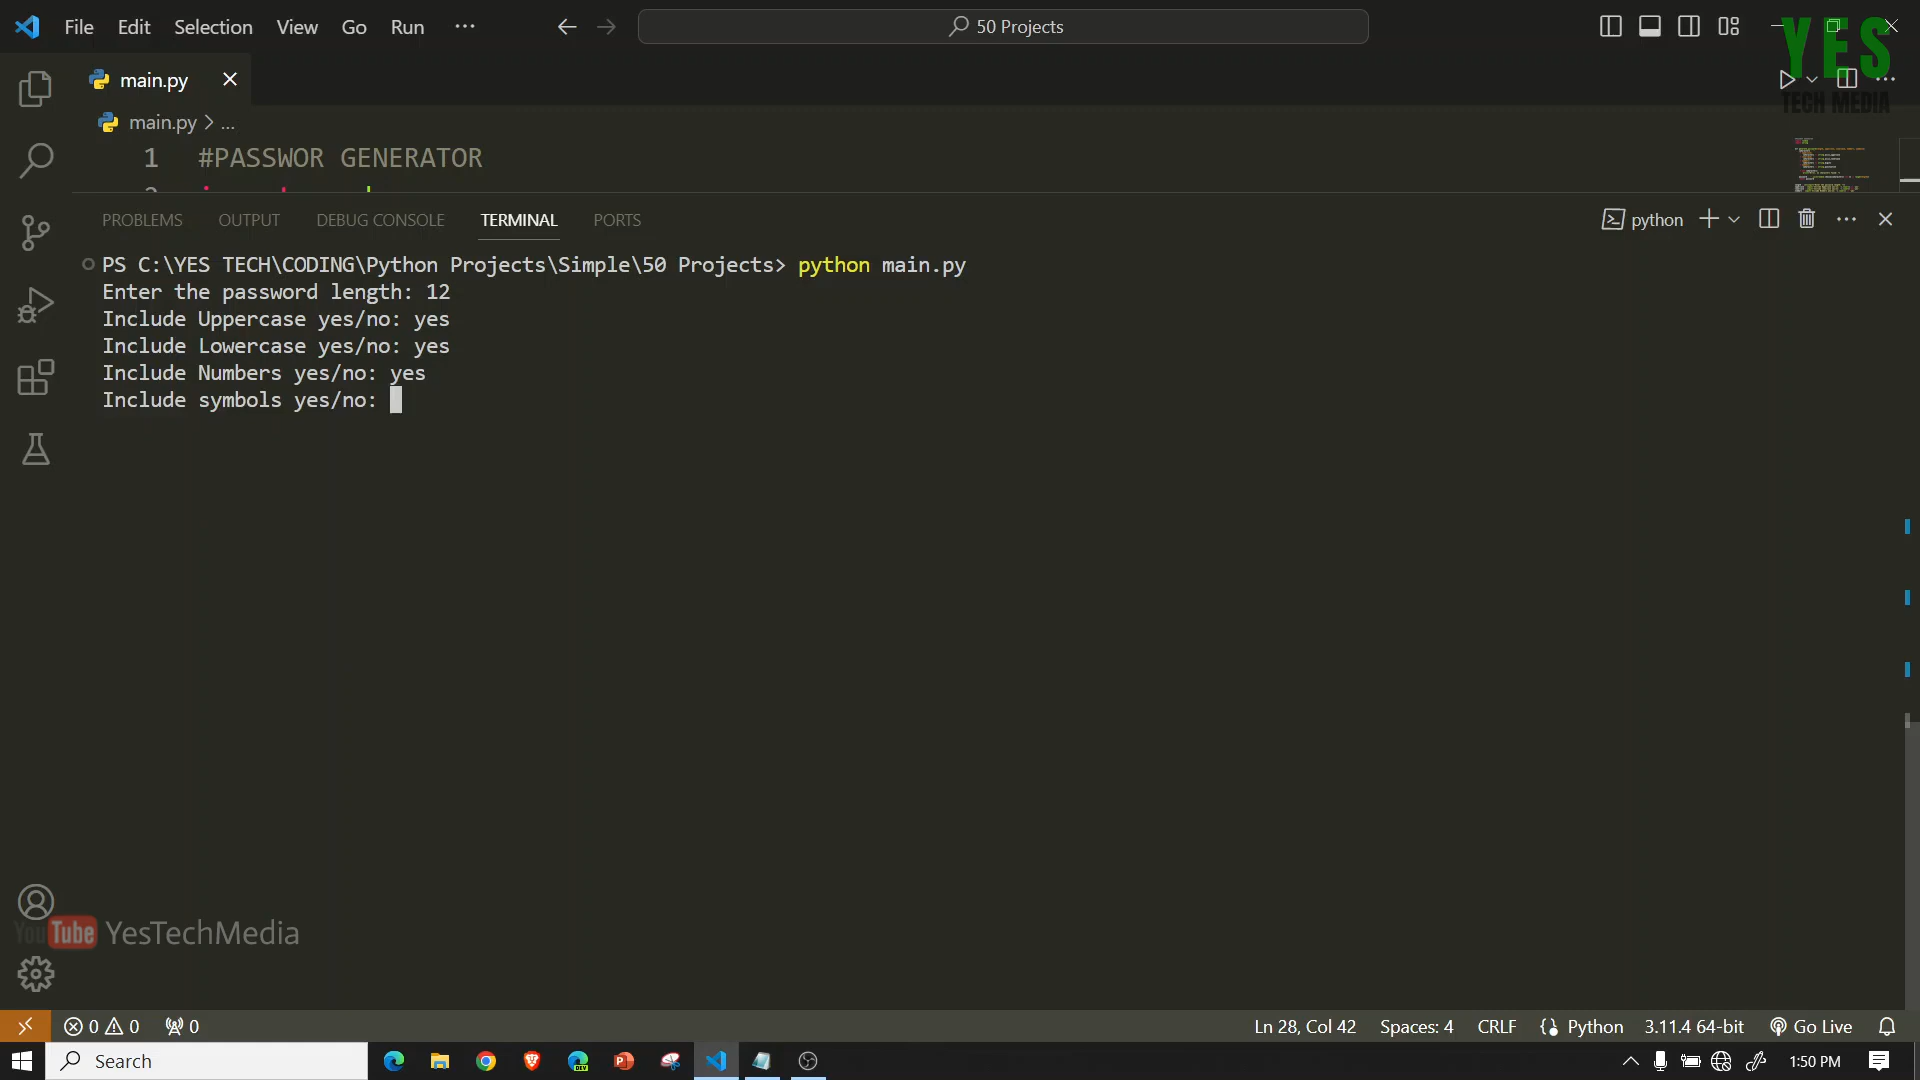 File Edit Selection View Go Run ... 50 Projects
YES
TECH MEDIA
main.py
main.py > ...
1 #PASSWOR GENERATOR
PROBLEMS OUTPUT DEBUG CONSOLE TERMINAL PORTS python
PS C:\YES TECH\CODING\Python Projects\Simple\50 Projects> python main.py
Enter the password length: 12
Include Uppercase yes/no: yes
Include Lowercase yes/no: yes
Include Numbers yes/no: yes
Include symbols yes/no:
YouTube YesTechMedia
0 0 0 Ln 28, Col 42 Spaces: 4 CRLF Python 3.11.4 64-bit Go Live
Search DEV 1:50 PM